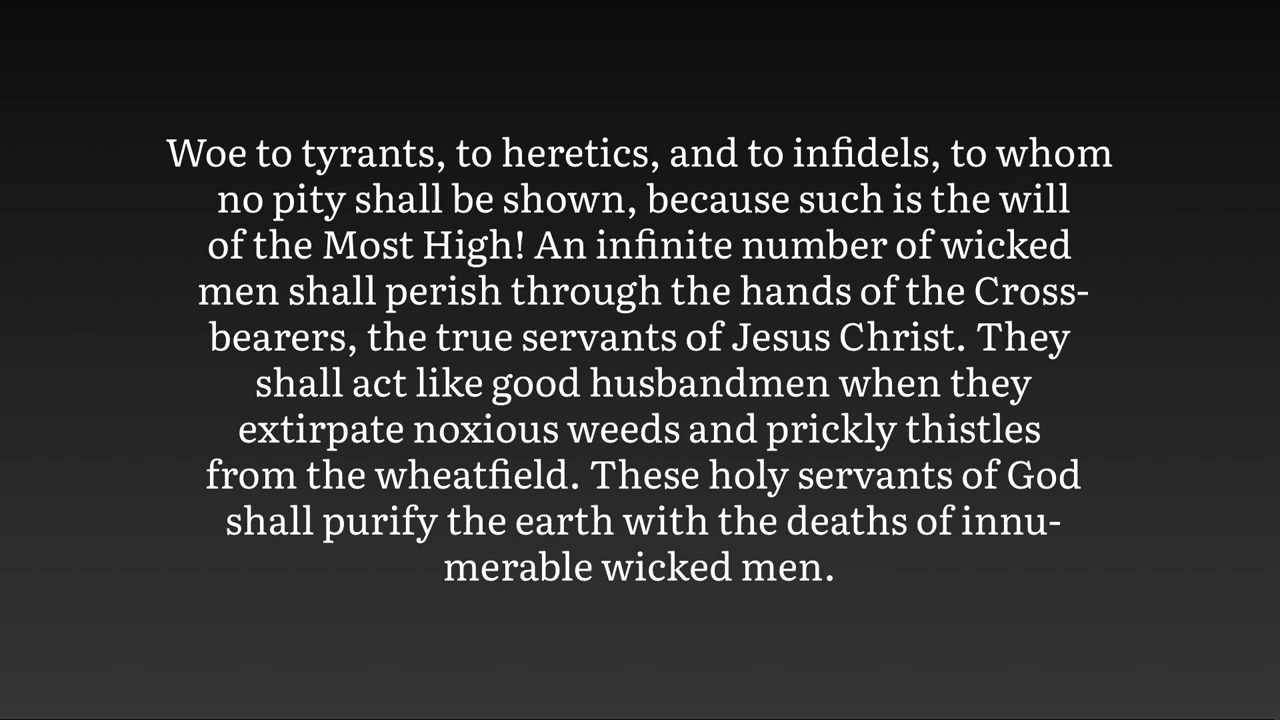 Woe to tyrants, to heretics, and to infidels, to whom
no pity shall be shown, because such is the will
of the Most High! An infinite number of wicked
men shall perish through the hands of the Cross-
bearers, the true servants of Jesus Christ. They
shall act like good husbandmen when they
extirpate noxious weeds and prickly thistles
from the wheatfield. These holy servants of God
shall purify the earth with the deaths of innu-
merable wicked men.